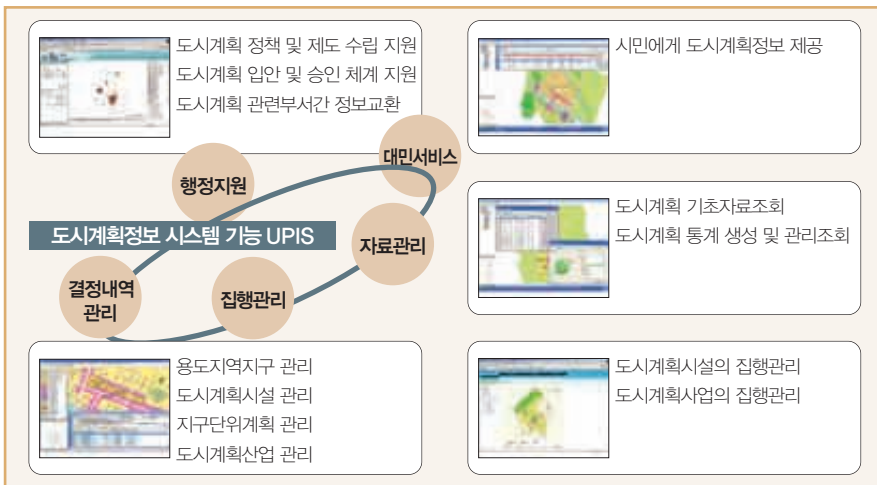 도시계획 정책 및 제도 수립 지원
도시계획 입안 및 승인 체계 지원
도시계획 관련부서간 정보교환
시민에게 도시계획정보 제공
대민서비스
행정지원
도시계획정보 시스템 기능 UPIS
자료관리
결정내역
관리
집행관리
도시계획 기초자료조회
도시계획 통계 생성 및 관리조회
용도지역지구 관리
도시계획시설 관리
지구단위계획 관리
도시계획산업 관리
도시계획시설의 집행관리
도시계획사업의 집행관리